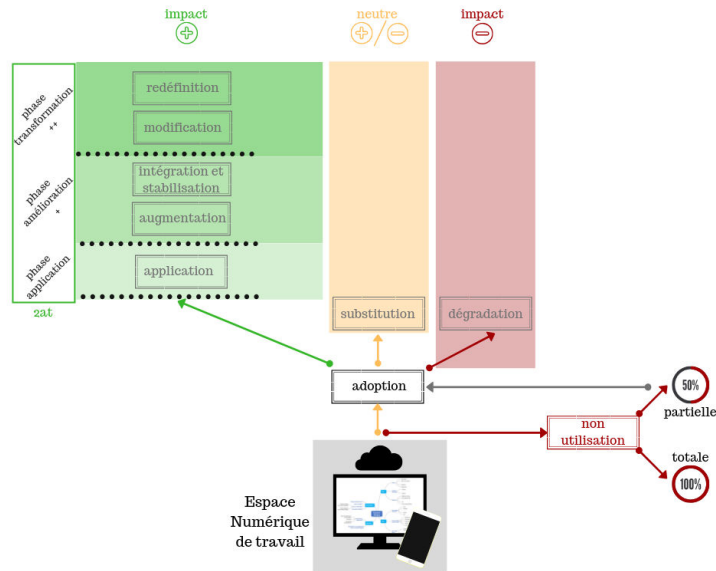 impact
+
neutre
+ / −
impact
−
phase
transformation
++
redéfinition
modification
phase
amélioration
+
intégration et
stabilisation
augmentation
phase
application
application
2at
substitution
dégradation
adoption
50%
partielle
non
utilisation
totale
100%
Espace
Numérique
de travail